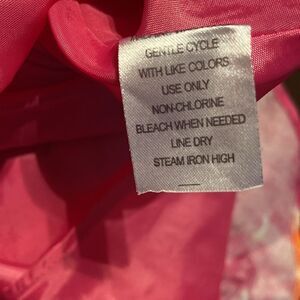 GENTLE CYCLE
WITH LIKE COLORS
USE ONLY
NON-CHLORINE
BLEACH WHEN NEEDED
LINE DRY
STEAM IRON HIGH